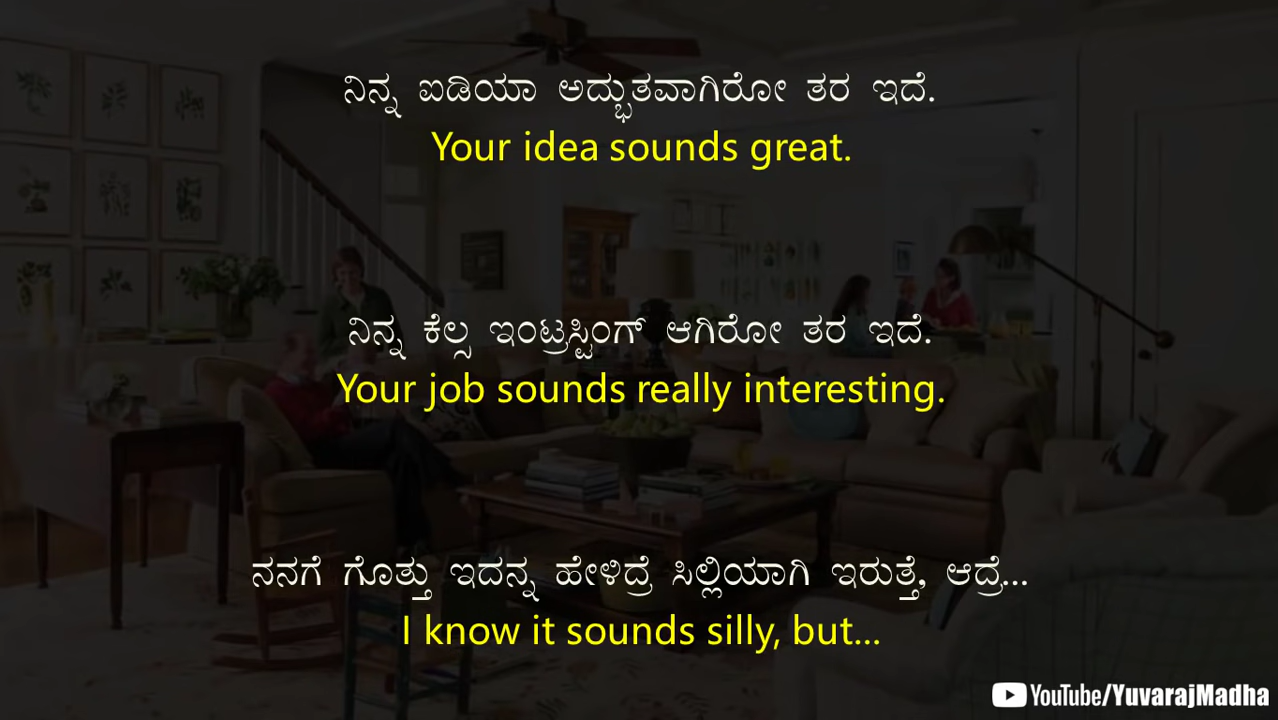 ನಿನ್ನ ಐಡಿಯಾ ಅದ್ಭುತವಾಗಿರೋ ತರ ಇದೆ.
Your idea sounds great.
ನಿನ್ನ ಕೆಲ್ಸ ಇಂಟ್ರಸ್ಟಿಂಗ್ ಆಗಿರೋ ತರ ಇದೆ.
Your job sounds really interesting.
ನನಗೆ ಗೊತ್ತು ಇದನ್ನ ಹೇಳಿದ್ರೆ ಸಿಲ್ಲಿಯಾಗಿ ಇರುತ್ತೆ, ಆದ್ರೆ...
I know it sounds silly, but...
YouTube/YuvarajMadha